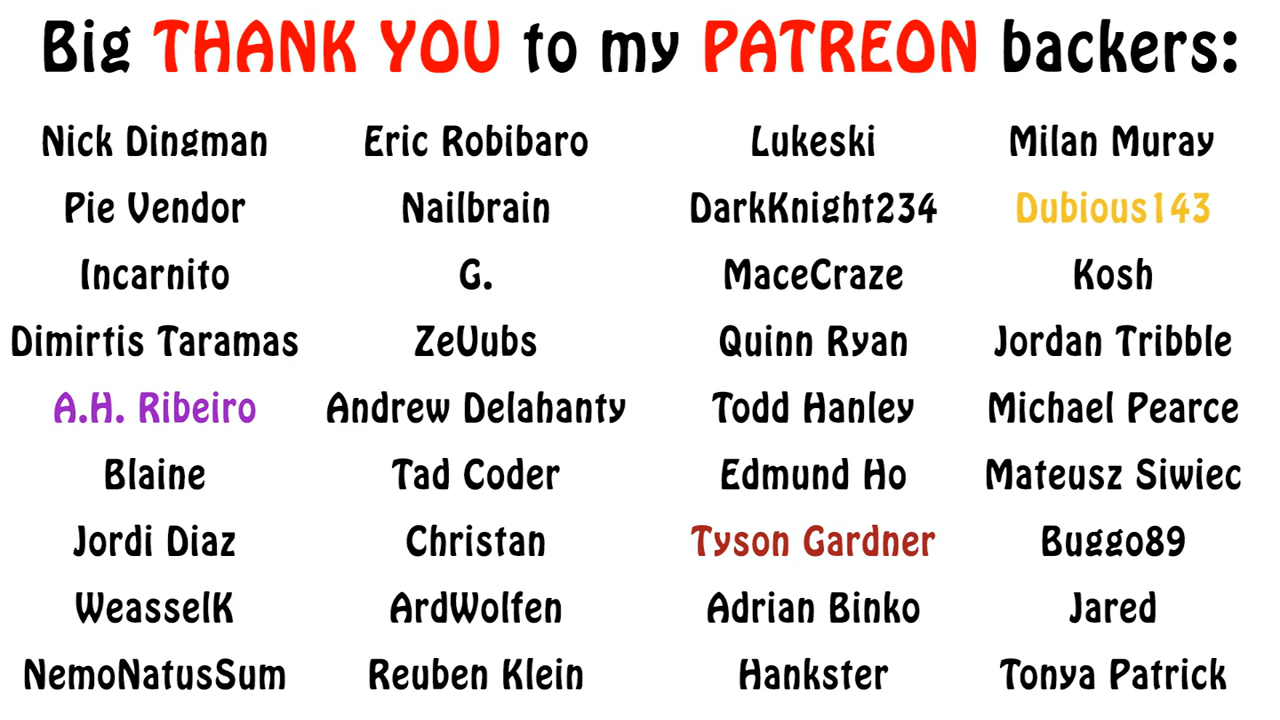 Big THANK YOU to my PATREON backers:
Nick Dingman Eric Robibaro Lukeski Milan Muray
Pie Vendor Nailbrain DarkKnight234 Dubious143
Incarnito G. MaceCraze Kosh
Dimirtis Taramas ZeVubs Quinn Ryan Jordan Tribble
A.H. Ribeiro Andrew Delahanty Todd Hanley Michael Pearce
Blaine Tad Coder Edmund Ho Mateusz Siwiec
Jordi Diaz Christan Tyson Gardner Buggo89
WeasselK ArdWolfen Adrian Binko Jared
NemoNatusSum Reuben Klein Hankster Tonya Patrick